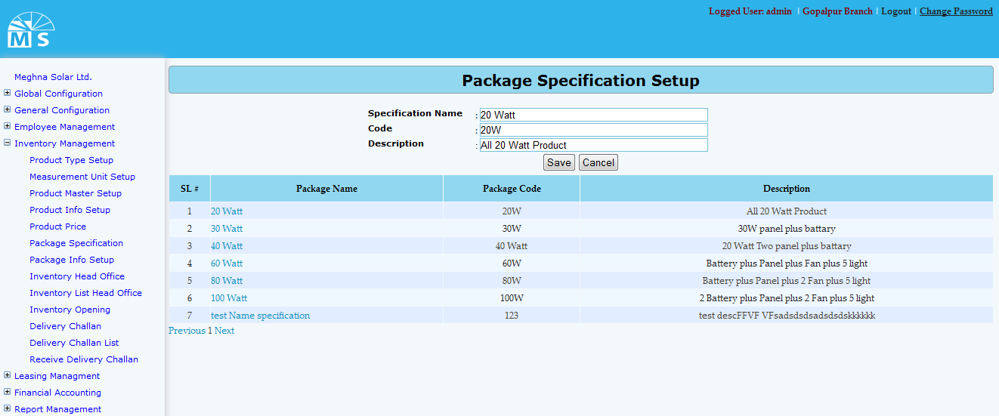 Logged User: admin | Gopalpur Branch | Logout | Change Password
MS
Meghna Solar Ltd.
Global Configuration
General Configuration
Employee Management
Inventory Management
Product Type Setup
Measurement Unit Setup
Product Master Setup
Product Info Setup
Product Price
Package Specification
Package Info Setup
Inventory Head Office
Inventory List Head Office
Inventory Opening
Delivery Challan
Delivery Challan List
Receive Delivery Challan
Leasing Managment
Financial Accounting
Report Management
Package Specification Setup
Specification Name : 20 Watt
Code : 20W
Description : All 20 Watt Product
Save Cancel
SL # Package Name Package Code Description
1 20 Watt 20W All 20 Watt Product
2 30 Watt 30W 30W panel plus battary
3 40 Watt 40 Watt 20 Watt Two panel plus battary
4 60 Watt 60W Battery plus Panel plus Fan plus 5 light
5 80 Watt 80W Battery plus Panel plus 2 Fan plus 5 light
6 100 Watt 100W 2 Battery plus Panel plus 2 Fan plus 5 light
7 test Name specification 123 test descFFVF VFsadsdsdsadsdsdskkkkkk
Previous 1 Next